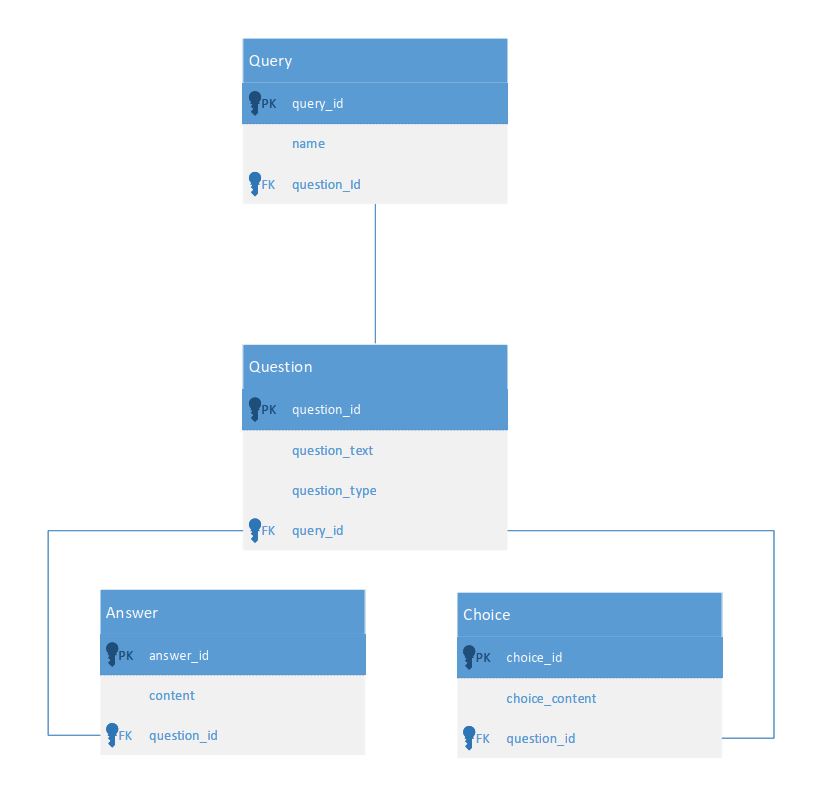 Query
PK query_id
name
FK question_Id
Question
PK question_id
question_text
question_type
FK query_id
Answer
PK answer_id
content
FK question_id
Choice
PK choice_id
choice_content
FK question_id